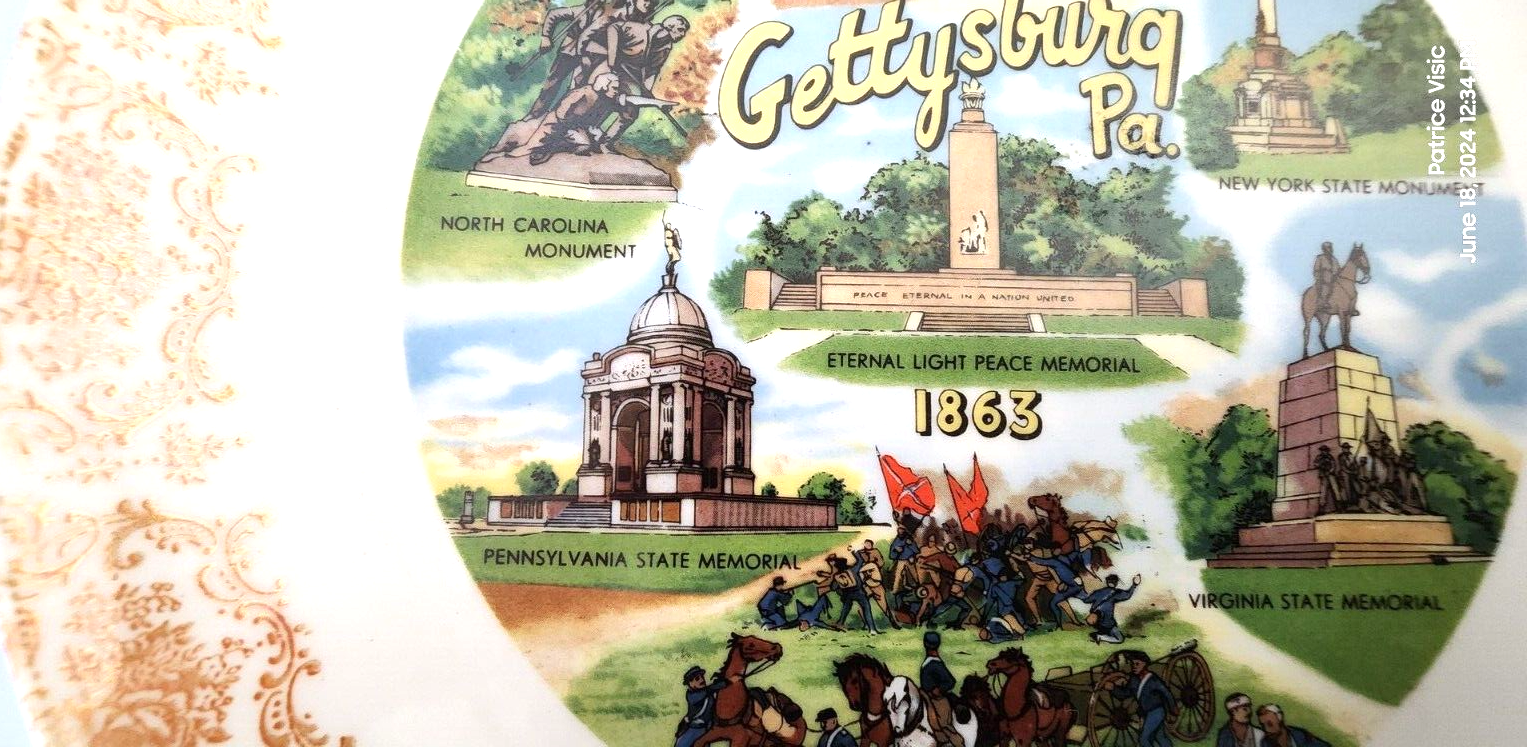 Gettysburg
Pa.
NORTH CAROLINA
MONUMENT
NEW YORK STATE MONUMENT
PEACE ETERNAL IN A NATION UNITED
ETERNAL LIGHT PEACE MEMORIAL
1863
PENNSYLVANIA STATE MEMORIAL
VIRGINIA STATE MEMORIAL
Patrice Visic
June 18, 2024 12:34 PM